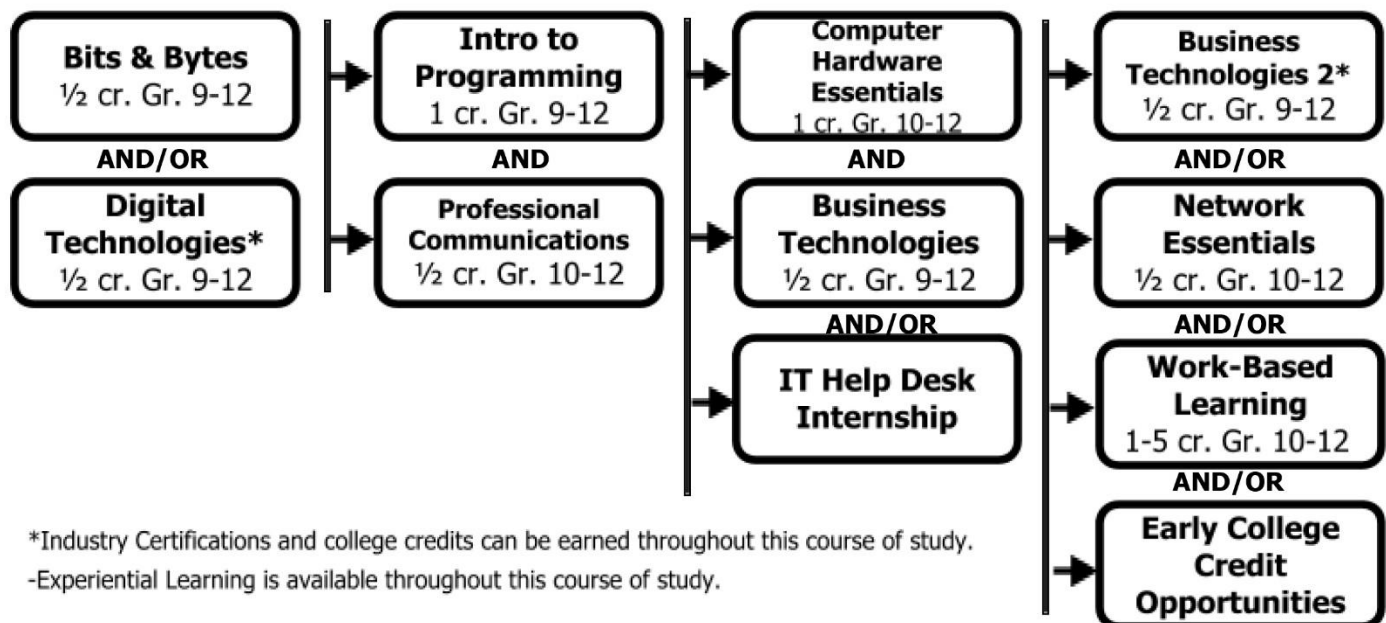 Bits & Bytes
½ cr. Gr. 9-12
AND/OR
Digital
Technologies*
½ cr. Gr. 9-12
Intro to
Programming
1 cr. Gr. 9-12
AND
Professional
Communications
½ cr. Gr. 10-12
Computer
Hardware
Essentials
1 cr. Gr. 10-12
AND
Business
Technologies
½ cr. Gr. 9-12
AND/OR
IT Help Desk
Internship
Business
Technologies 2*
½ cr. Gr. 9-12
AND/OR
Network
Essentials
½ cr. Gr. 10-12
AND/OR
Work-Based
Learning
1-5 cr. Gr. 10-12
AND/OR
Early College
Credit
Opportunities
*Industry Certifications and college credits can be earned throughout this course of study.
-Experiential Learning is available throughout this course of study.